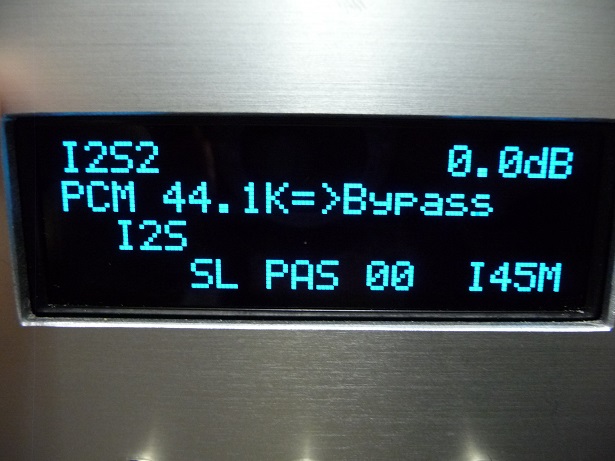 I2S2 0.0dB
PCM 44.1K=>Bypass
I2S
SL PAS 00 I45M